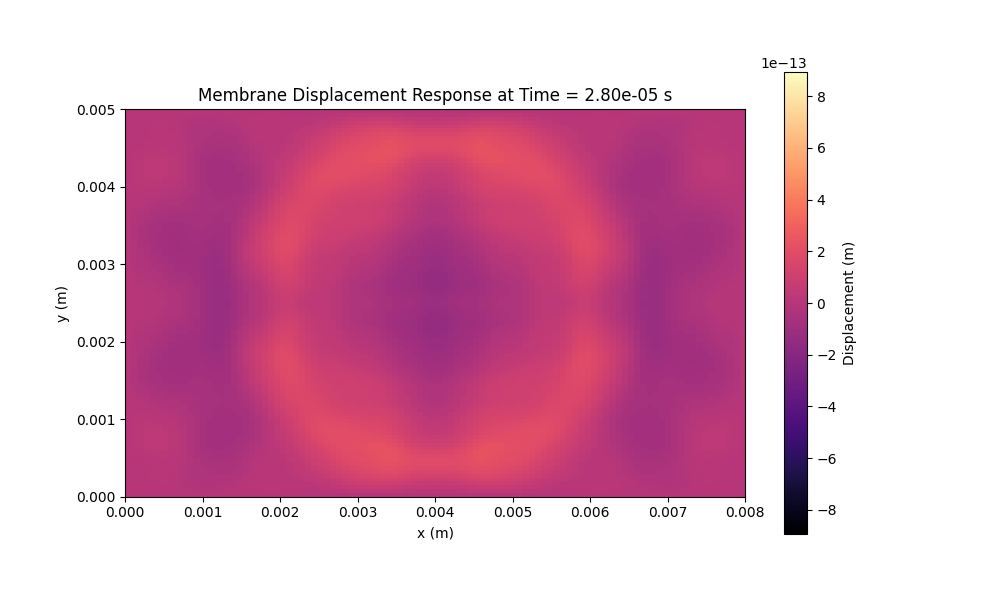 1e−13
Membrane Displacement Response at Time = 2.80e-05 s
0.005
0.004
0.003
0.002
0.001
0.000
y (m)
0.000 0.001 0.002 0.003 0.004 0.005 0.006 0.007 0.008
x (m)
8
6
4
2
0
−2
−4
−6
−8
Displacement (m)